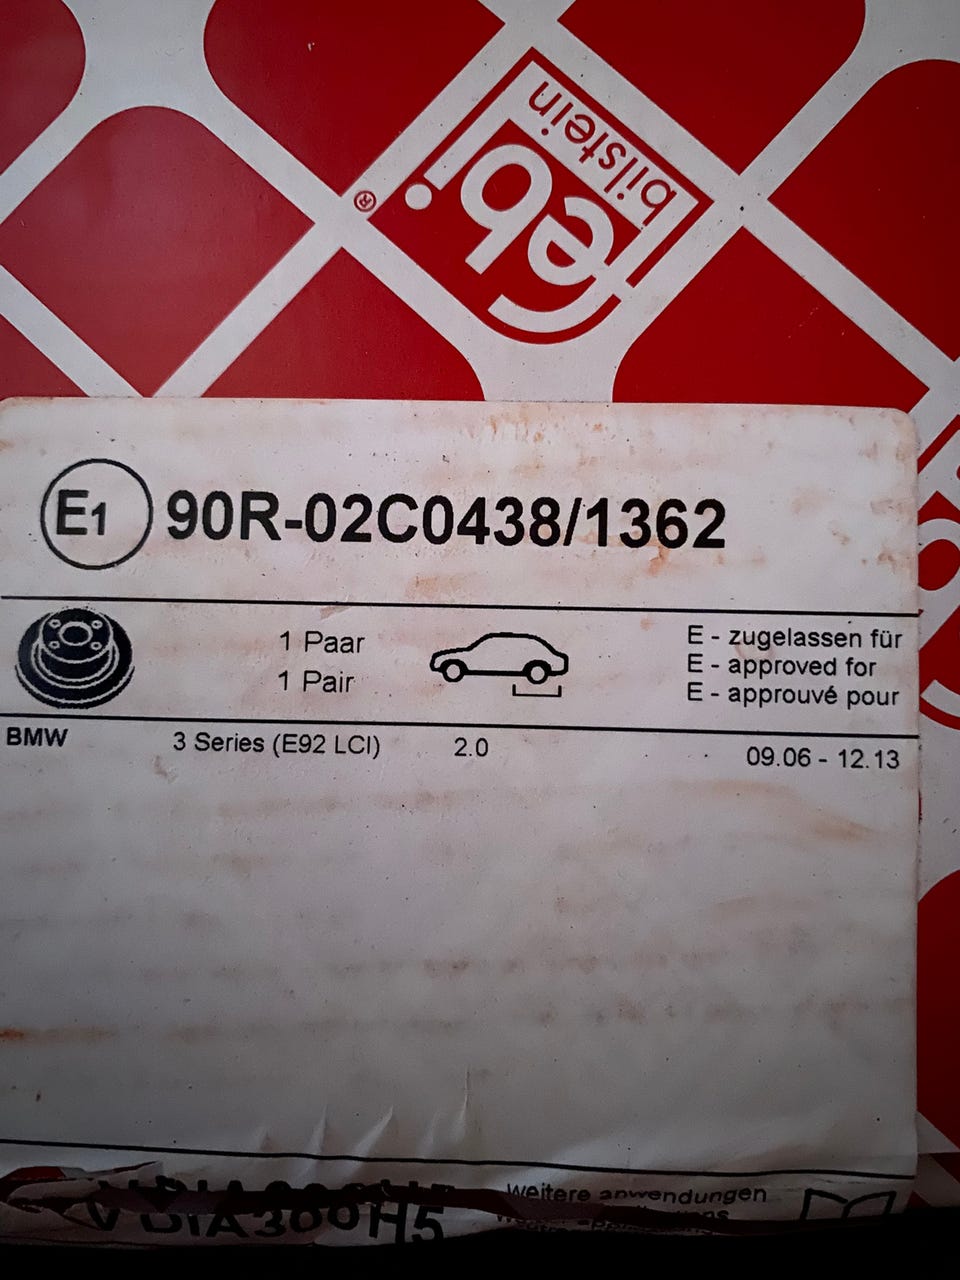 febi
bilstein
®
E1 90R-02C0438/1362
1 Paar
1 Pair
E - zugelassen für
E - approved for
E - approuvé pour
BMW 3 Series (E92 LCI) 2.0 09.06 - 12.13
DIA300H5
Weitere anwendungen